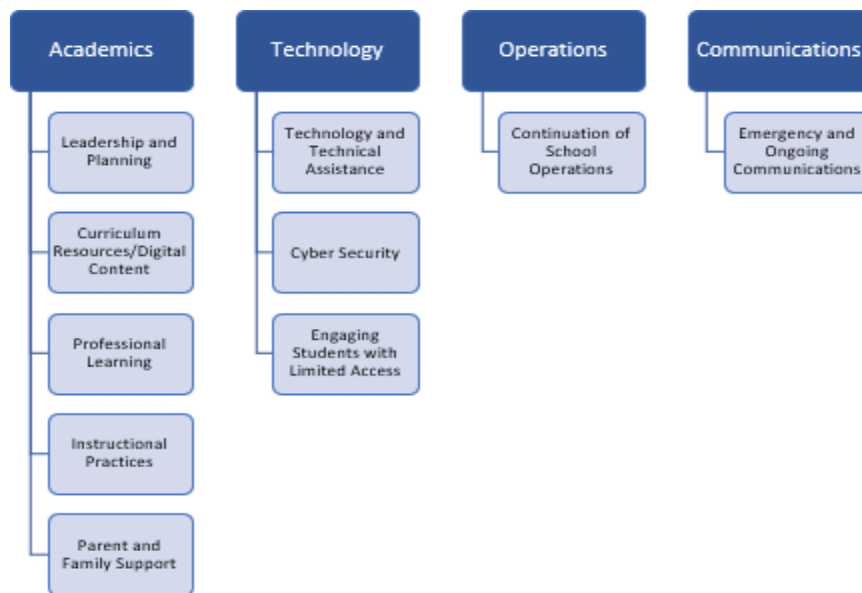 Academics
Leadership and
Planning
Curriculum
Resources/Digital
Content
Professional
Learning
Instructional
Practices
Parent and
Family Support
Technology
Technology and
Technical
Assistance
Cyber Security
Engaging
Students with
Limited Access
Operations
Continuation of
School
Operations
Communications
Emergency and
Ongoing
Communications